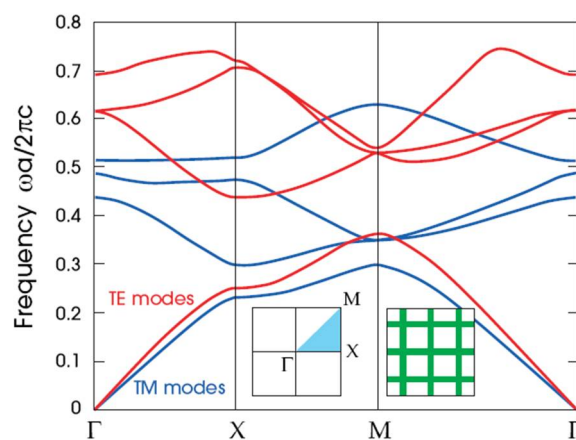 0.8
0.7
0.6
0.5
0.4
0.3
0.2
0.1
0
Frequency ωa/2πc
TE modes
TM modes
M
Γ
X
Γ
X
M
Γ